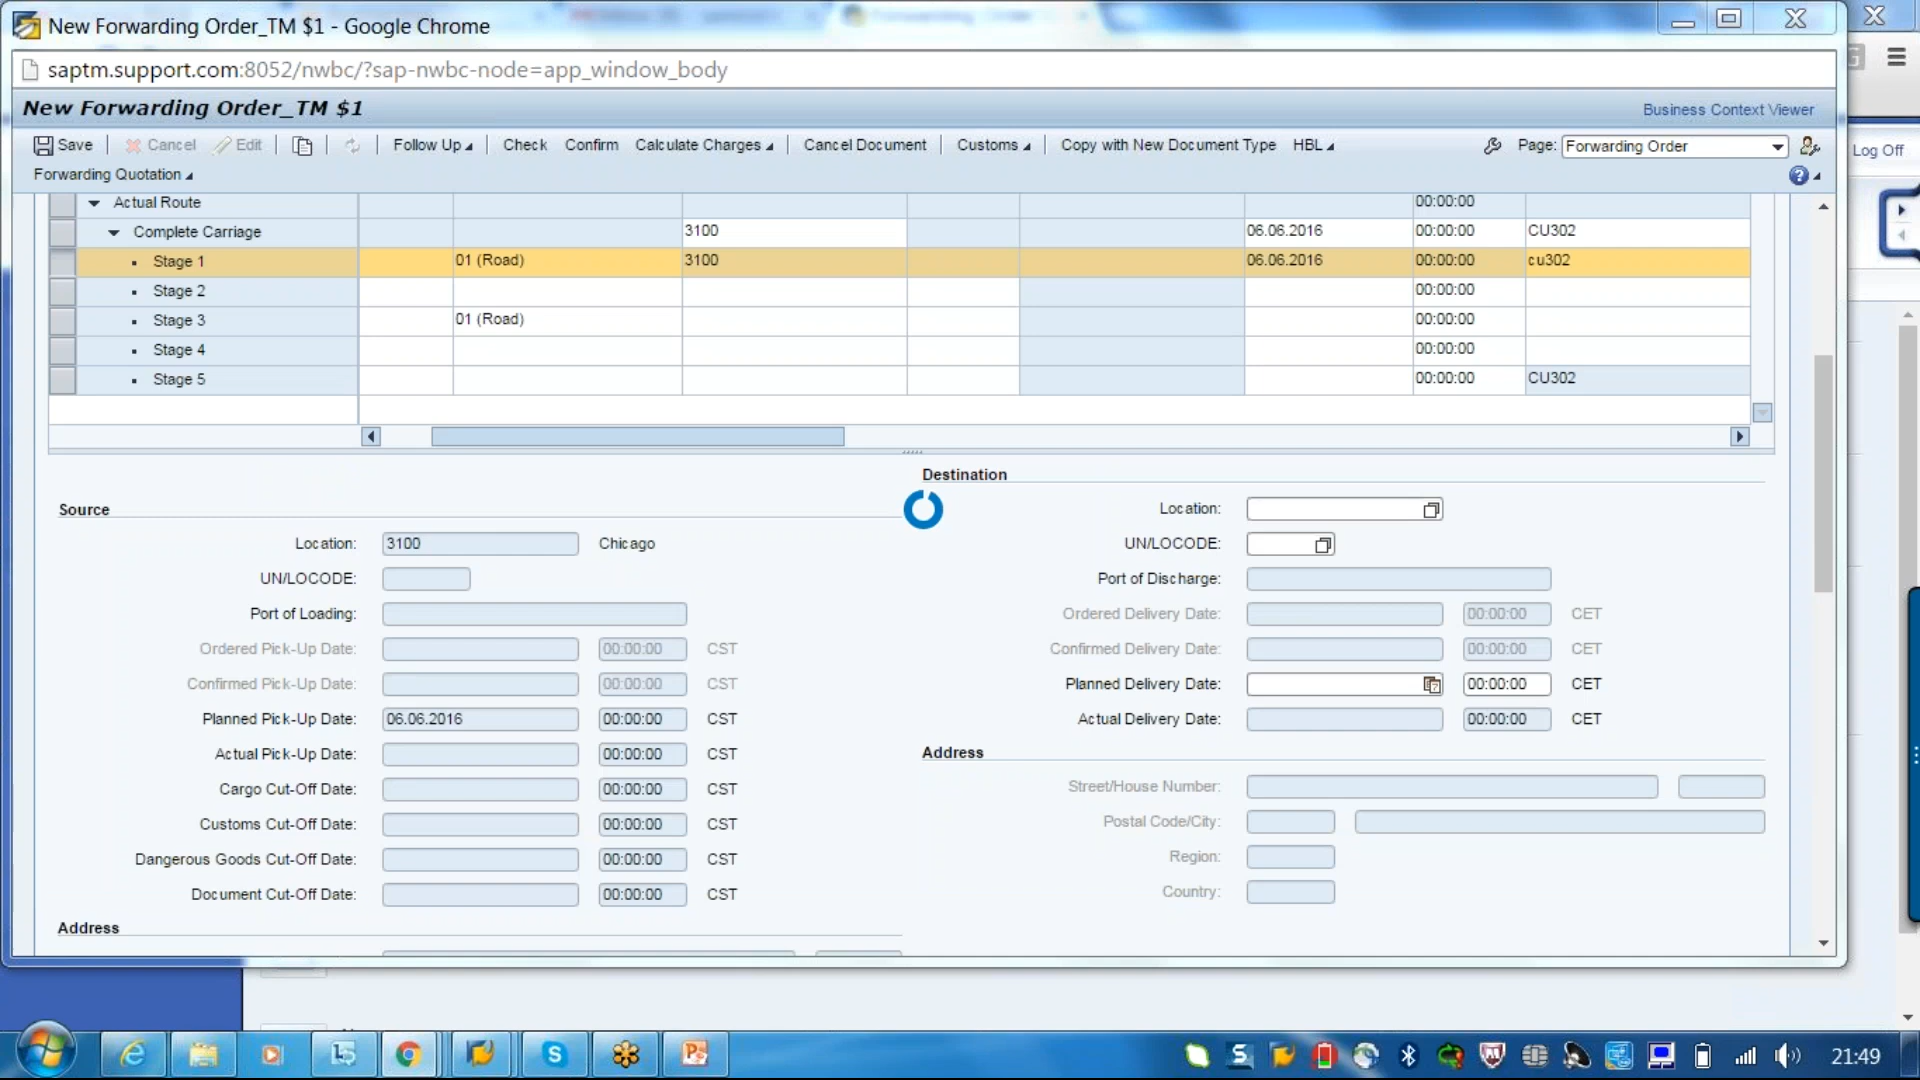 New Forwarding Order_TM $1 - Google Chrome
saptm.support.com:8052/nwbc/?sap-nwbc-node=app_window_body
New Forwarding Order_TM $1
Business Context Viewer
Save Cancel Edit Follow Up Check Confirm Calculate Charges Cancel Document Customs Copy with New Document Type HBL Page: Forwarding Order
Log Off
Forwarding Quotation
Actual Route 00:00:00
Complete Carriage 3100 06.06.2016 00:00:00 CU302
Stage 1 01 (Road) 3100 06.06.2016 00:00:00 cu302
Stage 2 00:00:00
Stage 3 01 (Road) 00:00:00
Stage 4 00:00:00
Stage 5 00:00:00 CU302
Source
Location: 3100 Chicago
UN/LOCODE:
Port of Loading:
Ordered Pick-Up Date: 00:00:00 CST
Confirmed Pick-Up Date: 00:00:00 CST
Planned Pick-Up Date: 06.06.2016 00:00:00 CST
Actual Pick-Up Date: 00:00:00 CST
Cargo Cut-Off Date: 00:00:00 CST
Customs Cut-Off Date: 00:00:00 CST
Dangerous Goods Cut-Off Date: 00:00:00 CST
Document Cut-Off Date: 00:00:00 CST
Address
Destination
Location:
UN/LOCODE:
Port of Discharge:
Ordered Delivery Date: 00:00:00 CET
Confirmed Delivery Date: 00:00:00 CET
Planned Delivery Date: 00:00:00 CET
Actual Delivery Date: 00:00:00 CET
Address
Street/House Number:
Postal Code/City:
Region:
Country:
21:49